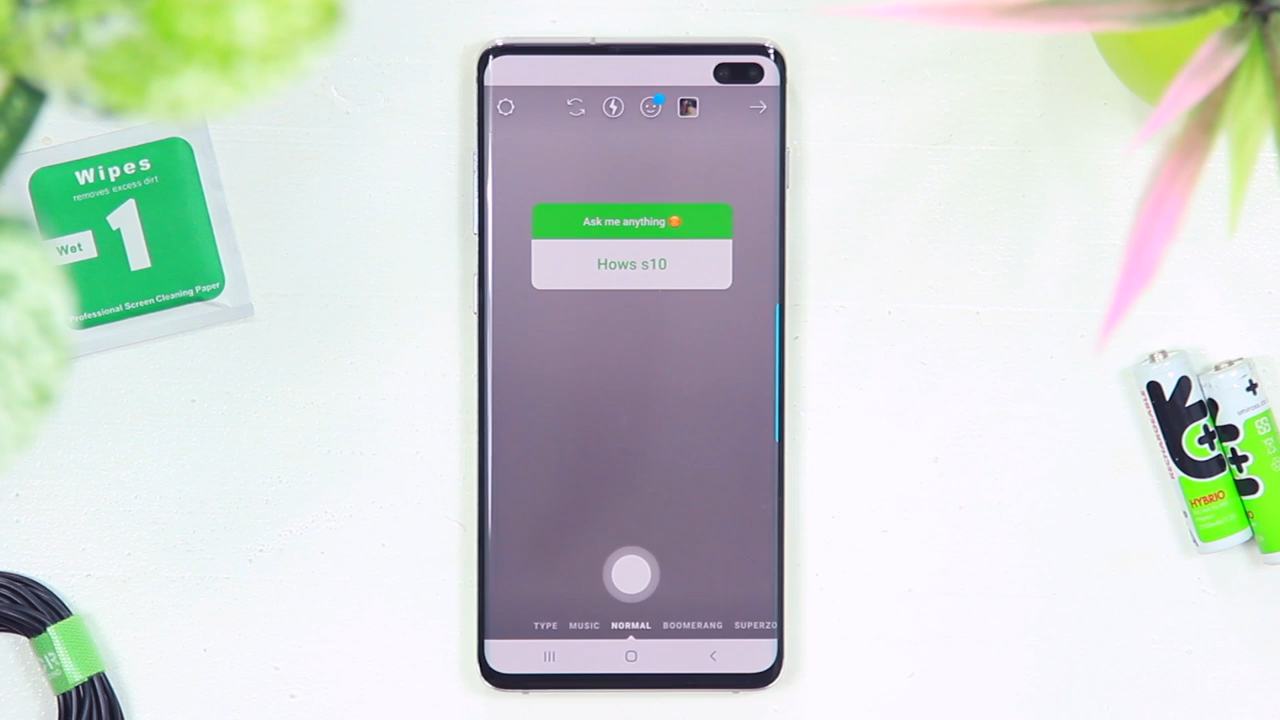 Wipes
removes excess dirt
Wet
1
Professional Screen Cleaning Paper
Ask me anything
Hows s10
TYPE MUSIC NORMAL BOOMERANG SUPERZO
RECHARGEABLE
HYBRIO